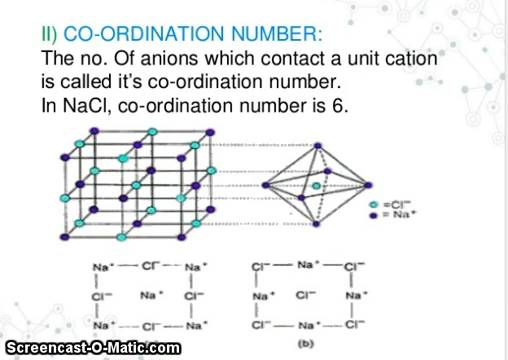 II) CO-ORDINATION NUMBER:
The no. Of anions which contact a unit cation
is called it's co-ordination number.
In NaCl, co-ordination number is 6.
=Cl⁻
= Na⁺
Na⁺ Cl⁻ Na⁺ Cl⁻ Na⁺ Cl⁻
Cl⁻ Na⁺ Cl⁻ Na⁺ Cl⁻ Na⁺
Na⁺ Cl⁻ Na⁺ Cl⁻ Na⁺ Cl⁻
(b)
Screencast-O-Matic.com